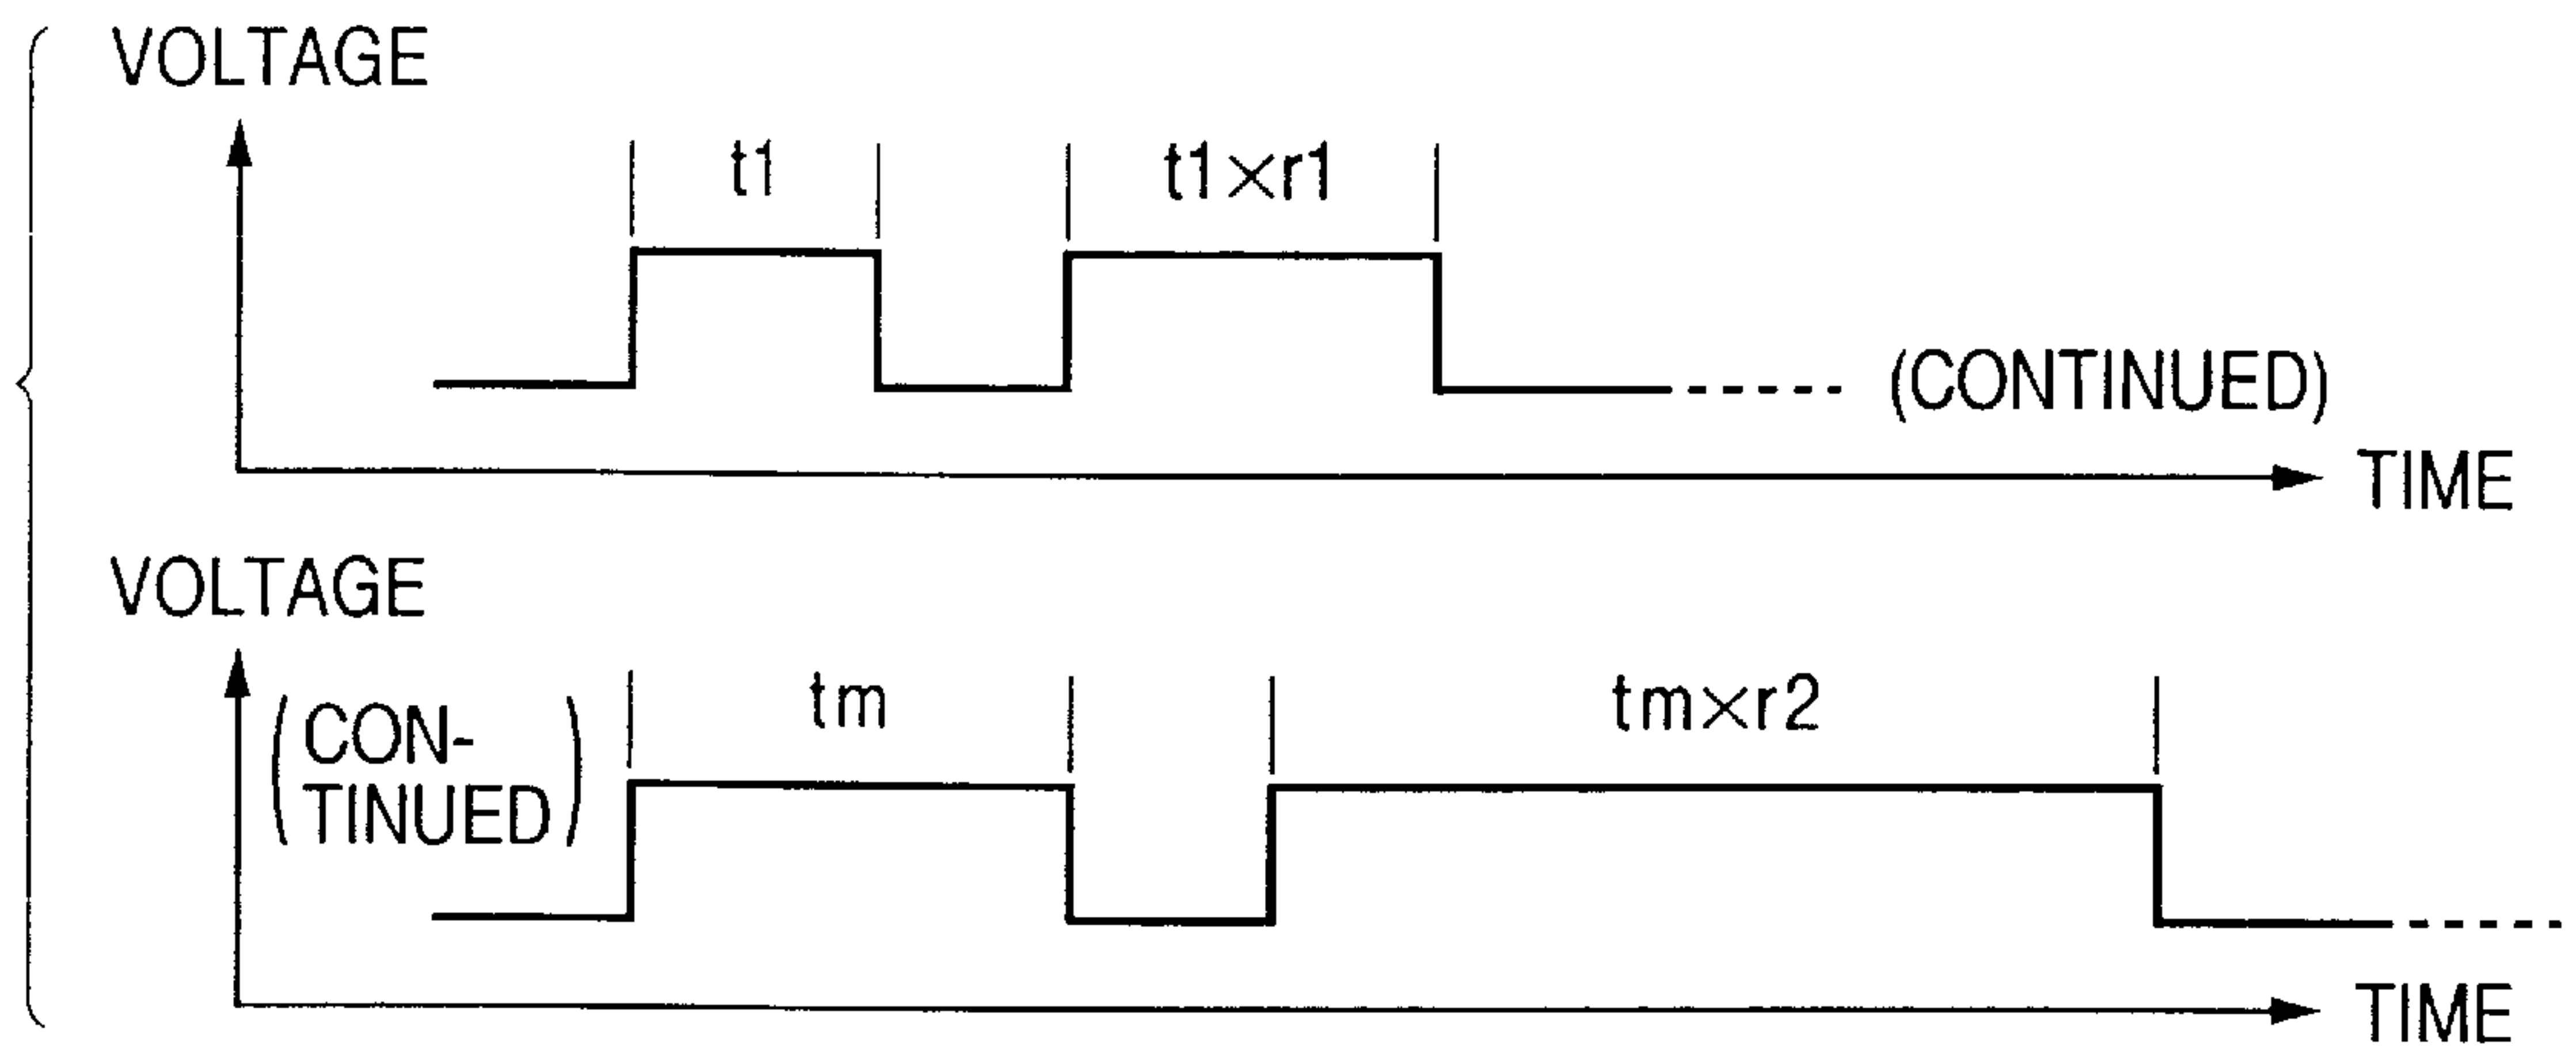 VOLTAGE
t1
t1×r1
(CONTINUED)
TIME
VOLTAGE
tm
tm×r2
(CON-
TINUED)
TIME